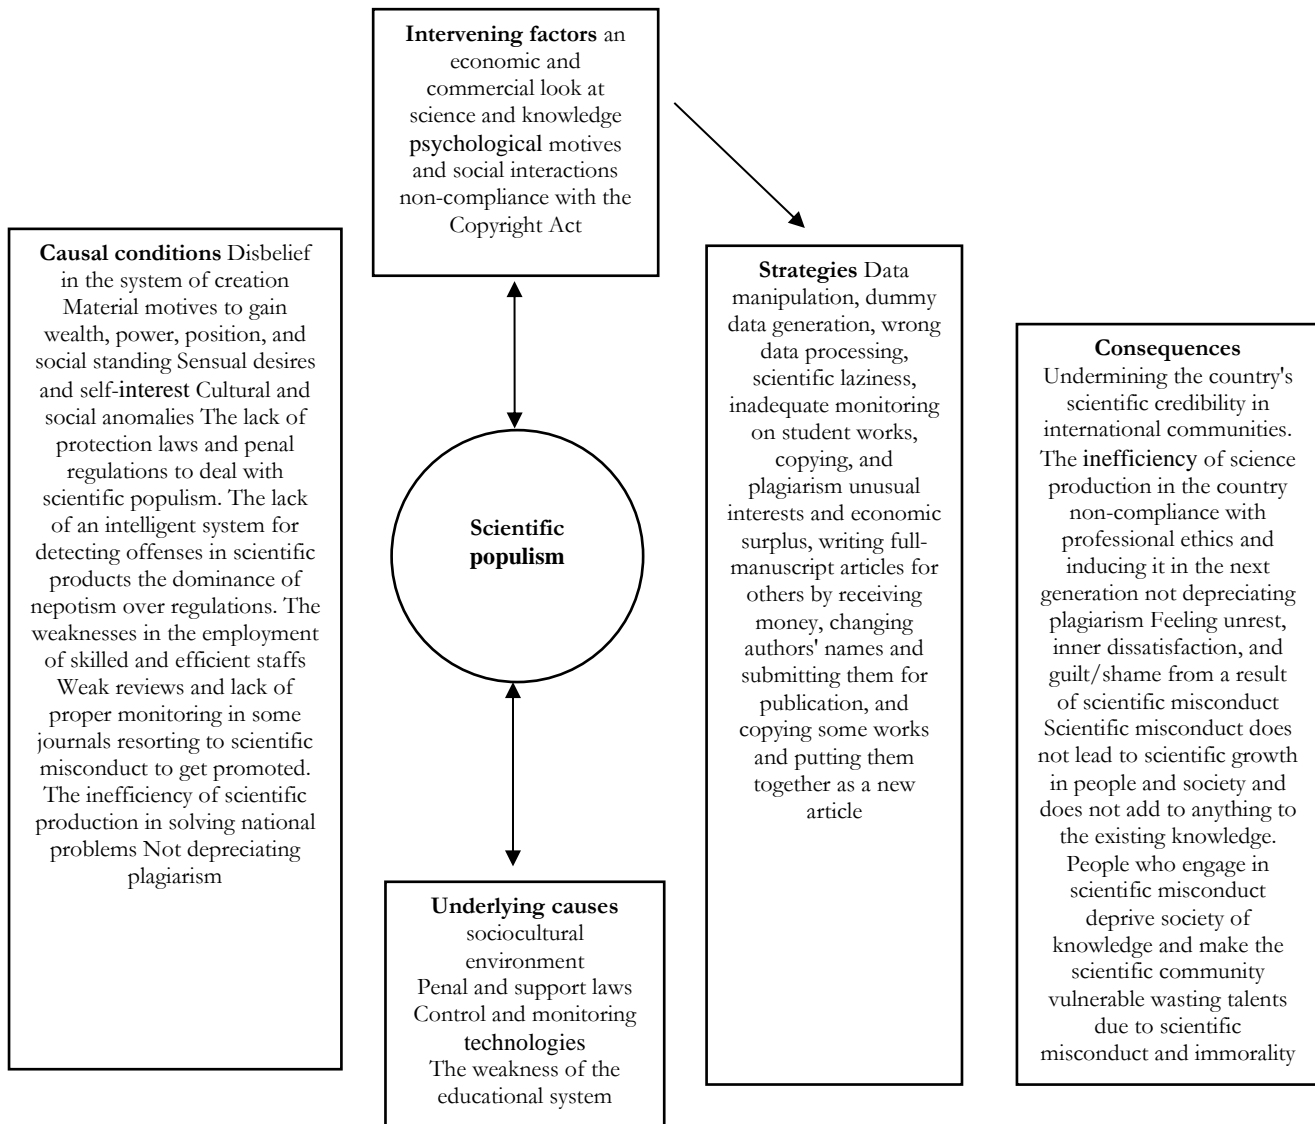 Intervening factors an
economic and
commercial look at
science and knowledge
psychological motives
and social interactions
non-compliance with the
Copyright Act
Causal conditions Disbelief
in the system of creation
Material motives to gain
wealth, power, position, and
social standing Sensual desires
and self-interest Cultural and
social anomalies The lack of
protection laws and penal
regulations to deal with
scientific populism. The lack
of an intelligent system for
detecting offenses in scientific
products the dominance of
nepotism over regulations. The
weaknesses in the employment
of skilled and efficient staffs
Weak reviews and lack of
proper monitoring in some
journals resorting to scientific
misconduct to get promoted.
The inefficiency of scientific
production in solving national
problems Not depreciating
plagiarism
Scientific
populism
Underlying causes
sociocultural
environment
Penal and support laws
Control and monitoring
technologies
The weakness of the
educational system
Strategies Data
manipulation, dummy
data generation, wrong
data processing,
scientific laziness,
inadequate monitoring
on student works,
copying, and
plagiarism unusual
interests and economic
surplus, writing full-
manuscript articles for
others by receiving
money, changing
authors' names and
submitting them for
publication, and
copying some works
and putting them
together as a new
article
Consequences
Undermining the country's
scientific credibility in
international communities.
The inefficiency of science
production in the country
non-compliance with
professional ethics and
inducing it in the next
generation not depreciating
plagiarism Feeling unrest,
inner dissatisfaction, and
guilt/shame from a result
of scientific misconduct
Scientific misconduct does
not lead to scientific growth
in people and society and
does not add to anything to
the existing knowledge.
People who engage in
scientific misconduct
deprive society of
knowledge and make the
scientific community
vulnerable wasting talents
due to scientific
misconduct and immorality